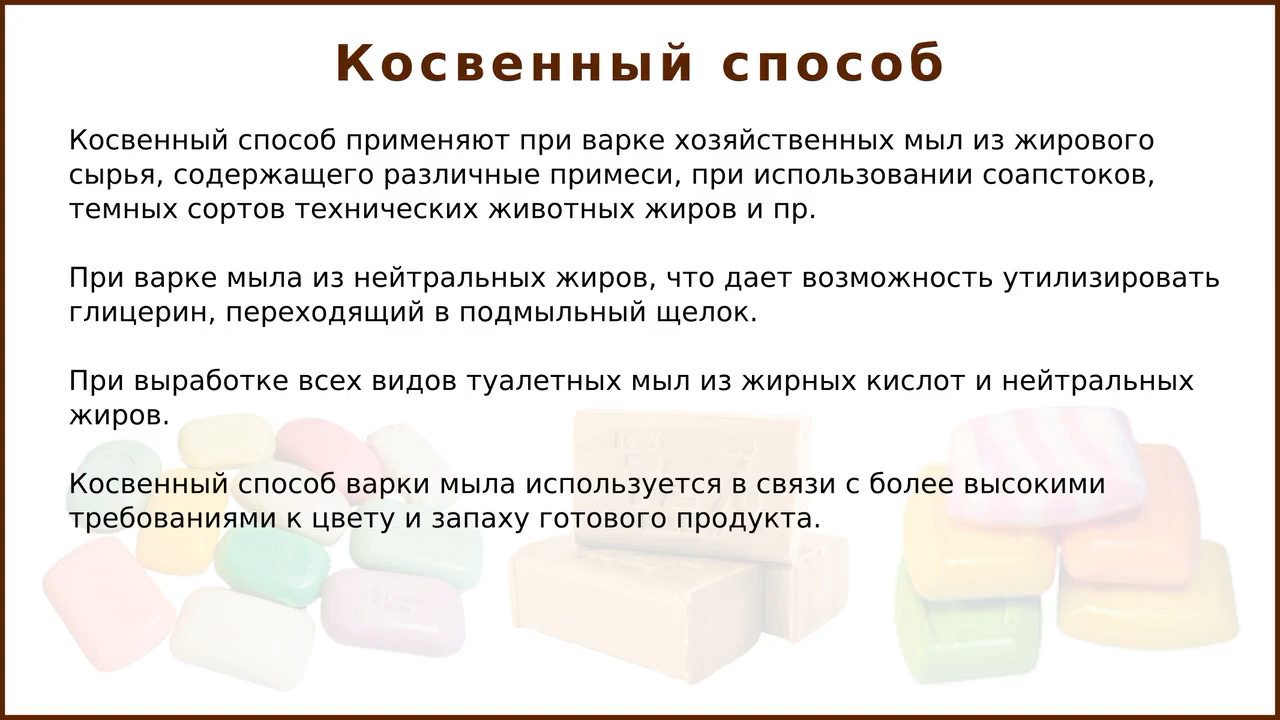 Косвенный способ
Косвенный способ применяют при варке хозяйственных мыл из жирового
сырья, содержащего различные примеси, при использовании соапстоков,
темных сортов технических животных жиров и пр.
При варке мыла из нейтральных жиров, что дает возможность утилизировать
глицерин, переходящий в подмыльный щелок.
При выработке всех видов туалетных мыл из жирных кислот и нейтральных
жиров.
Косвенный способ варки мыла используется в связи с более высокими
требованиями к цвету и запаху готового продукта.